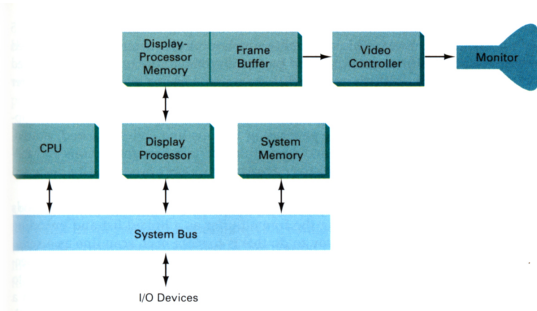 Display-
Processor
Memory
Frame
Buffer
Video
Controller
Monitor
CPU
Display
Processor
System
Memory
System Bus
I/O Devices